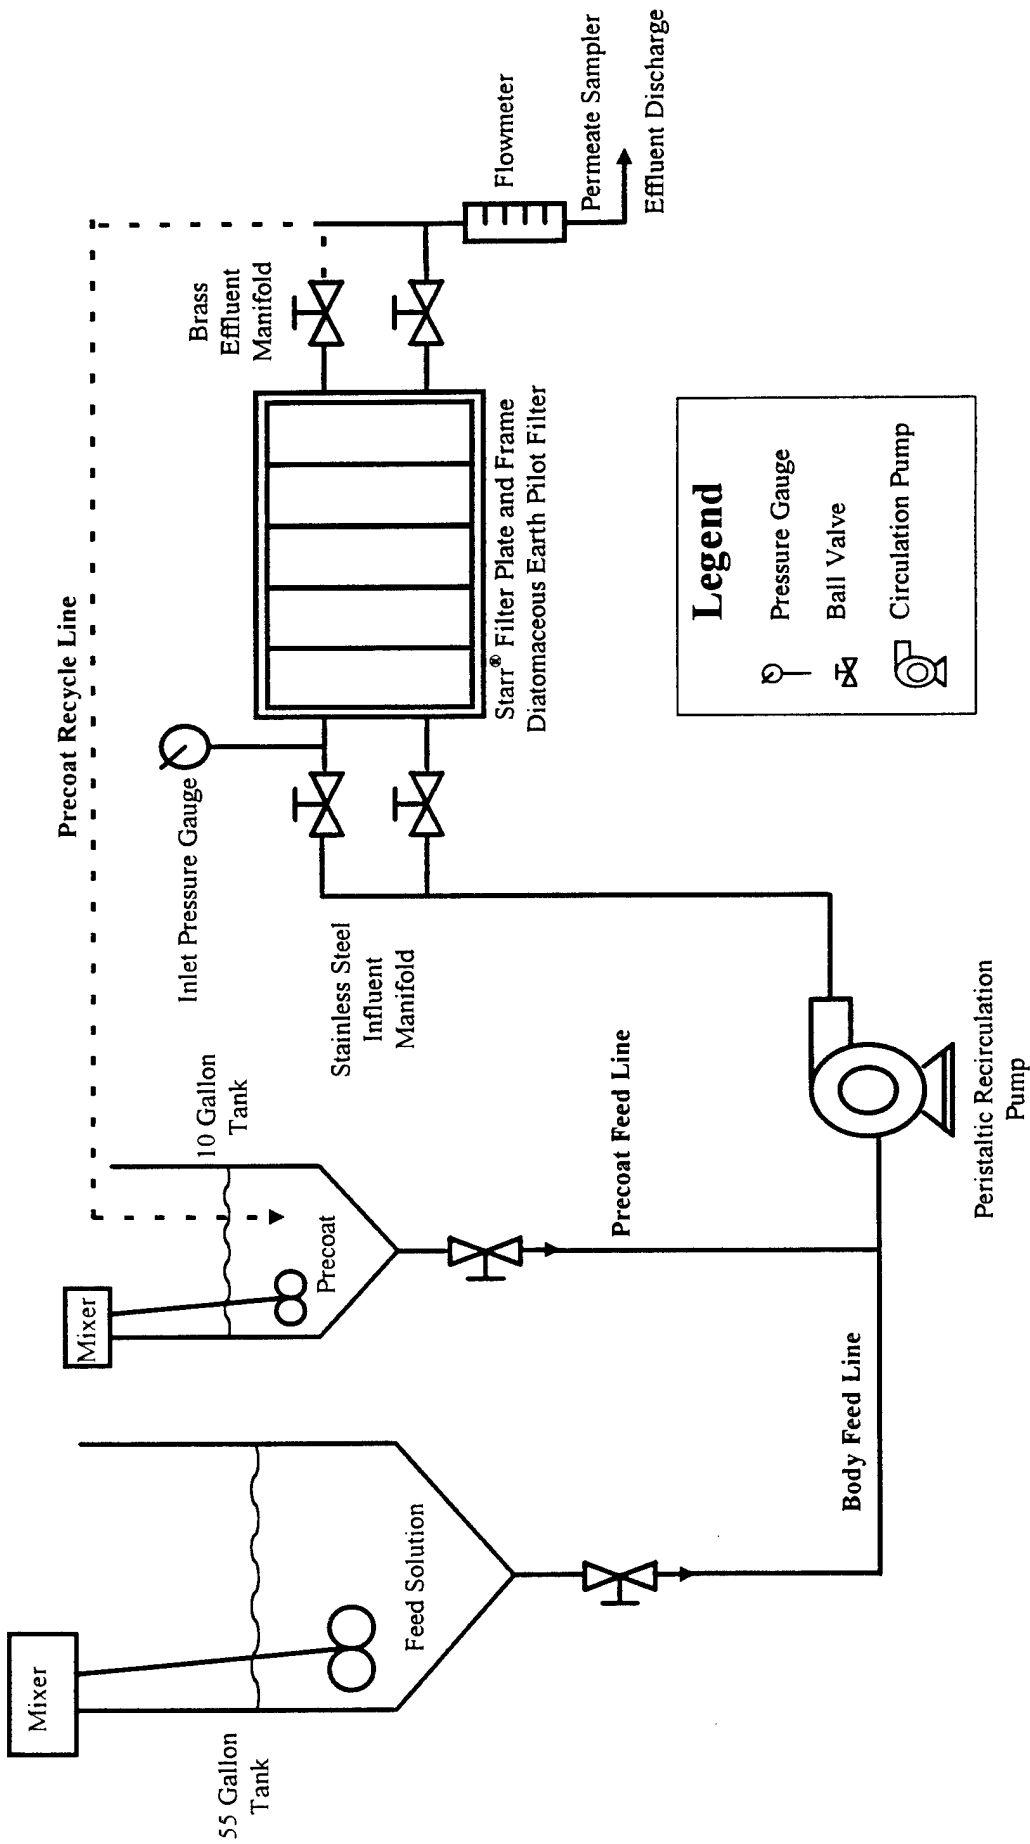 Precoat Recycle Line
Mixer
Mixer
55 Gallon
Tank
10 Gallon
Tank
Feed Solution
Precoat
Inlet Pressure Gauge
Stainless Steel
Influent
Manifold
Brass
Effluent
Manifold
Starr® Filter Plate and Frame
Diatomaceous Earth Pilot Filter
Flowmeter
Permeate Sampler
Effluent Discharge
Precoat Feed Line
Body Feed Line
Peristaltic Recirculation
Pump
Legend
Pressure Gauge
Ball Valve
Circulation Pump